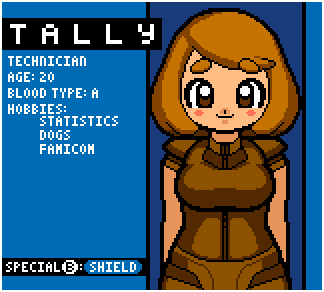 TALLY
TECHNICIAN
AGE: 20
BLOOD TYPE: A
HOBBIES:
STATISTICS
DOGS
FAMICOM
SPECIAL B: SHIELD